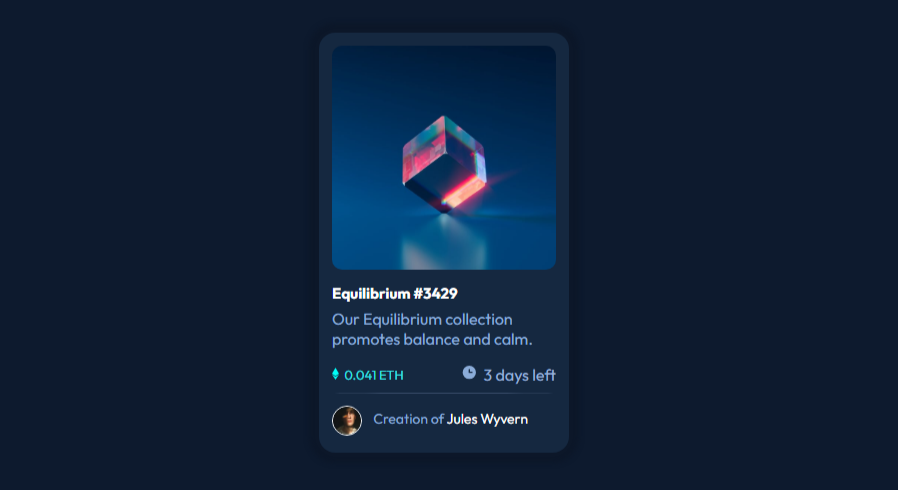 Equilibrium #3429
Our Equilibrium collection
promotes balance and calm.
0.041 ETH 3 days left
Creation of Jules Wyvern